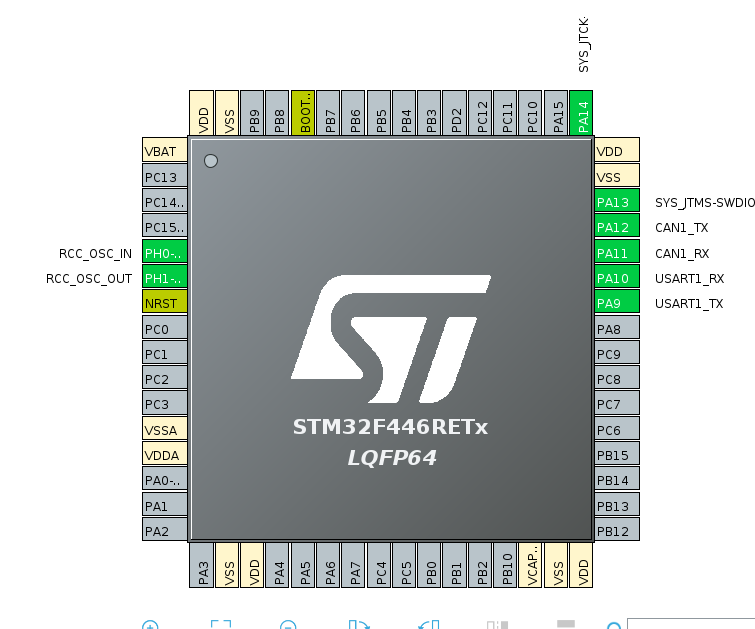 SYS_JTCK-
VDD
VSS
PB9
PB8
BOOT..
PB7
PB6
PB5
PB4
PB3
PD2
PC12
PC11
PC10
PA15
PA14
VBAT
PC13
PC14..
PC15..
RCC_OSC_IN PH0-..
RCC_OSC_OUT PH1-..
NRST
PC0
PC1
PC2
PC3
VSSA
VDDA
PA0-..
PA1
PA2
VDD
VSS
PA13 SYS_JTMS-SWDIO
PA12 CAN1_TX
PA11 CAN1_RX
PA10 USART1_RX
PA9 USART1_TX
PA8
PC9
PC8
PC7
PC6
PB15
PB14
PB13
PB12
ST
STM32F446RETx
LQFP64
PA3
VSS
VDD
PA4
PA5
PA6
PA7
PC4
PC5
PB0
PB1
PB2
PB10
VCAP..
VSS
VDD